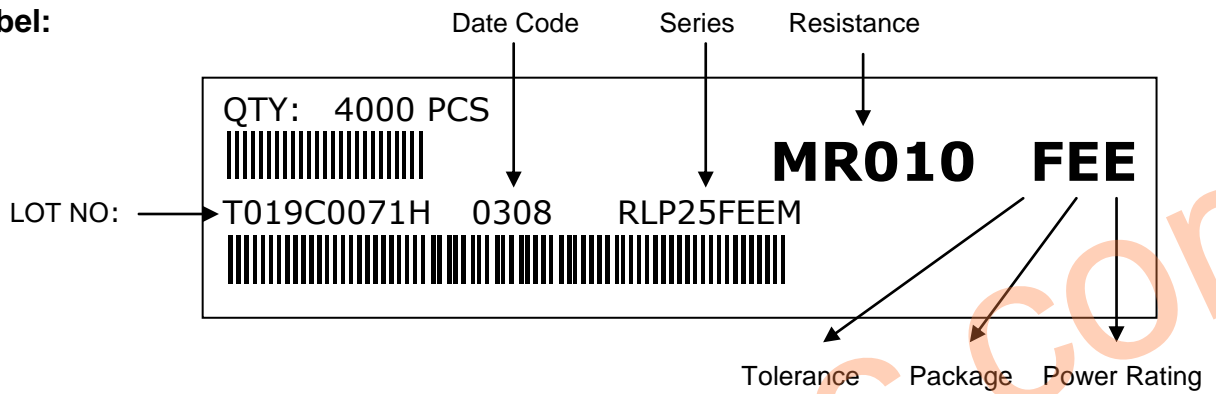 bel:
Date Code Series Resistance
QTY: 4000 PCS
MR010 FEE
LOT NO: T019C0071H 0308 RLP25FEEM
Tolerance Package Power Rating